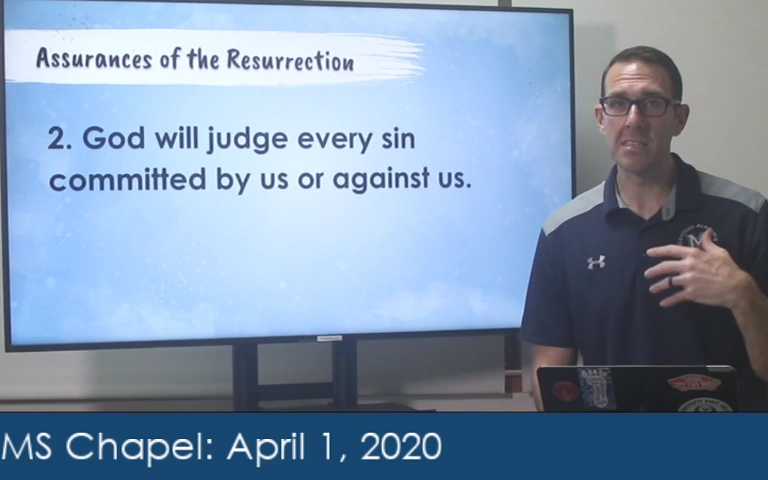 Assurances of the Resurrection
2. God will judge every sin
committed by us or against us.
MS Chapel: April 1, 2020